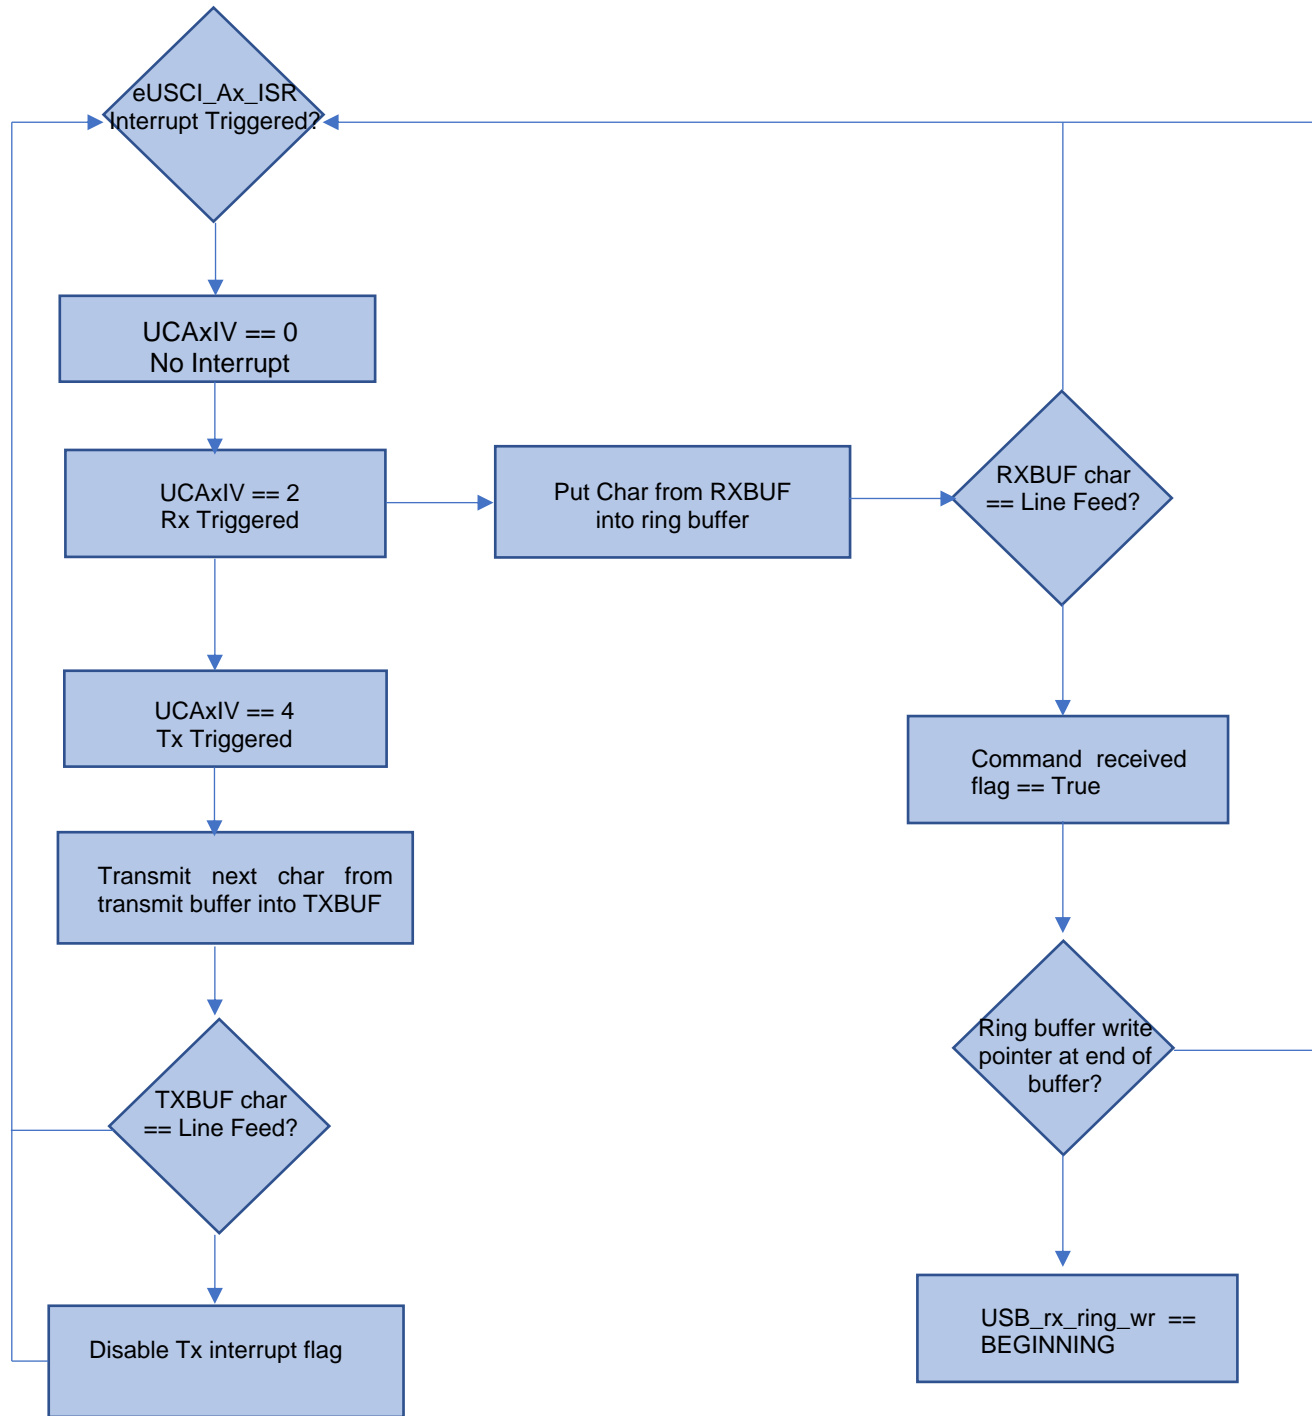 eUSCI_Ax_ISR
Interrupt Triggered?
UCAxIV == 0
No Interrupt
UCAxIV == 2
Rx Triggered
Put Char from RXBUF
into ring buffer
RXBUF char
== Line Feed?
UCAxIV == 4
Tx Triggered
Command received
flag == True
Transmit next char from
transmit buffer into TXBUF
Ring buffer write
pointer at end of
buffer?
TXBUF char
== Line Feed?
USB_rx_ring_wr ==
BEGINNING
Disable Tx interrupt flag